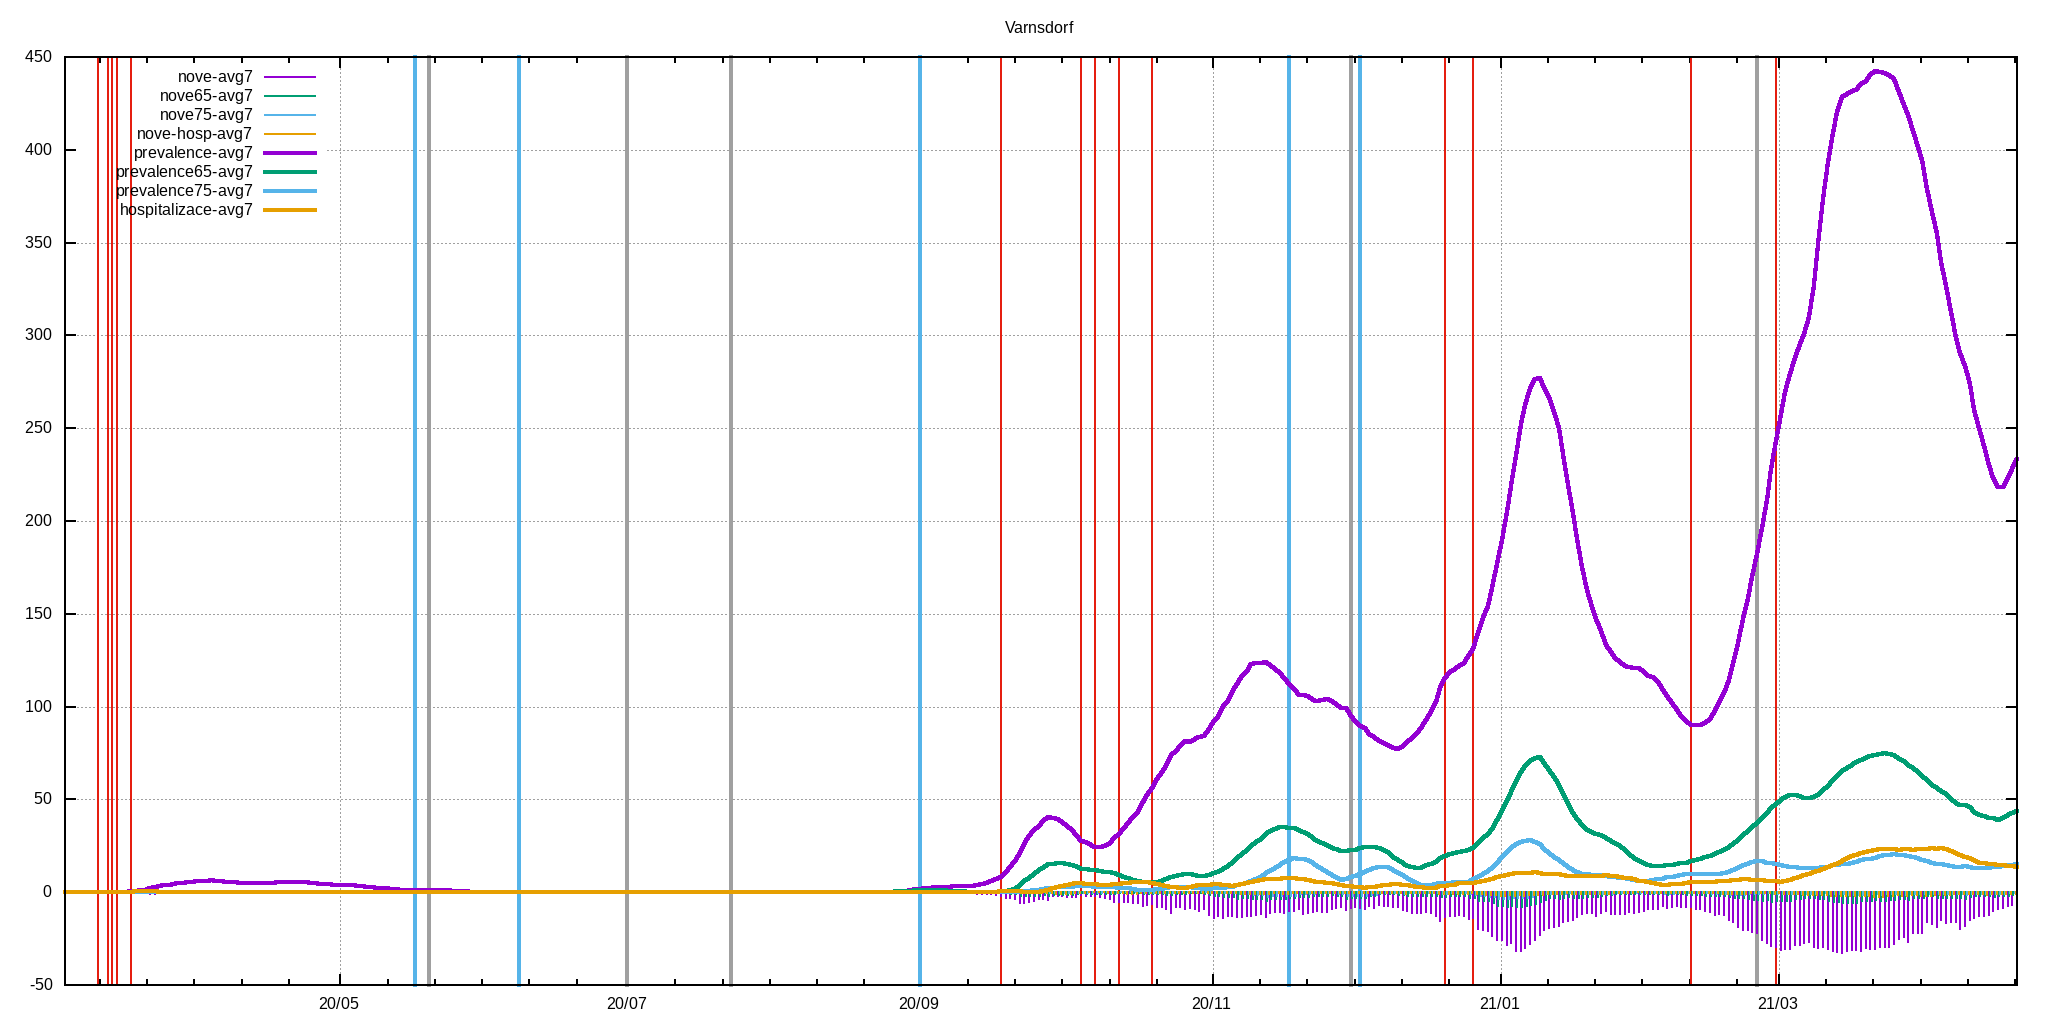 Varnsdorf
450
400
350
300
250
200
150
100
50
0
-50
nove-avg7
nove65-avg7
nove75-avg7
nove-hosp-avg7
prevalence-avg7
prevalence65-avg7
prevalence75-avg7
hospitalizace-avg7
20/05 20/07 20/09 20/11 21/01 21/03